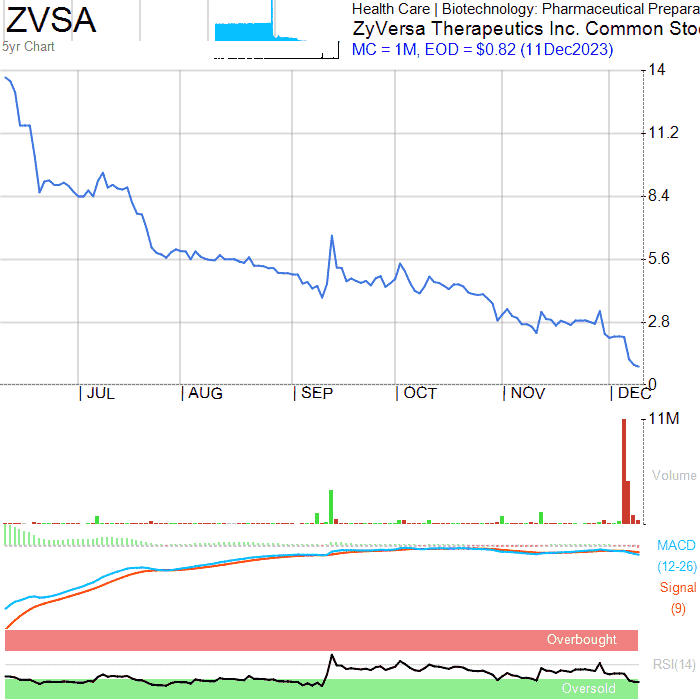 ZVSA
5yr Chart
Health Care | Biotechnology: Pharmaceutical Prepara
ZyVersa Therapeutics Inc. Common Sto
MC = 1M, EOD = $0.82 (11Dec2023)
14
11.2
8.4
5.6
2.8
0
| JUL | AUG | SEP | OCT | NOV | DEC
11M
Volume
MACD
(12-26)
Signal
(9)
Overbought
RSI(14)
Oversold